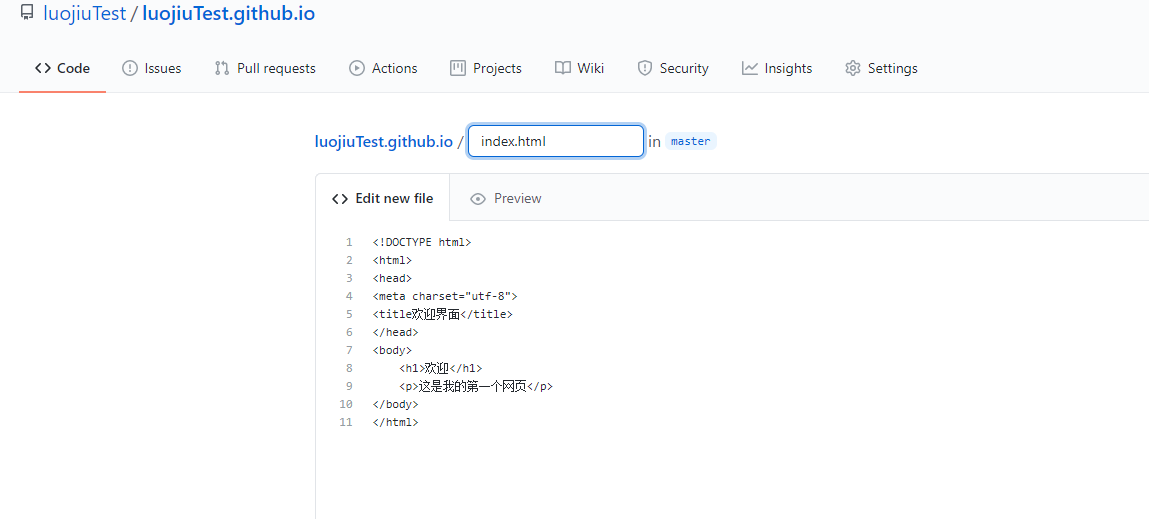 luojiuTest / luojiuTest.github.io
Code Issues Pull requests Actions Projects Wiki Security Insights Settings
luojiuTest.github.io / index.html in master
Edit new file Preview
1 <!DOCTYPE html>
2 <html>
3 <head>
4 <meta charset="utf-8">
5 <title欢迎界面</title>
6 </head>
7 <body>
8 <h1>欢迎</h1>
9 <p>这是我的第一个网页</p>
10 </body>
11 </html>